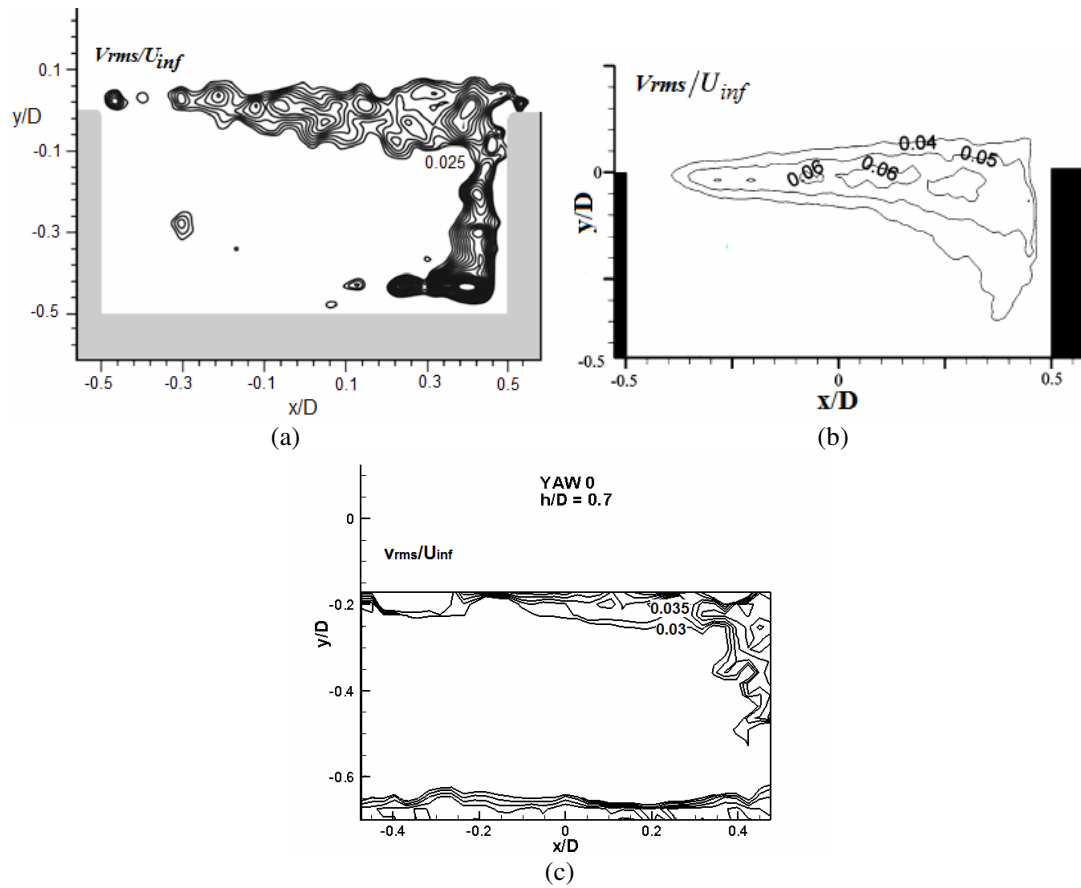 Vrms/Uinf
0.1
y/D
-0.1
0.025
-0.3
-0.5
-0.5 -0.3 -0.1 0.1 0.3 0.5
x/D
(a)
Vrms/Uinf
0.04
0.05
0
0.06 0.06
y/D
-0.5
-0.5 0 0.5
x/D
(b)
YAW 0
h/D = 0.7
0
vrms/Uinf
-0.2
0.035
0.03
y/D
-0.4
-0.6
-0.4 -0.2 0 0.2 0.4
x/D
(c)